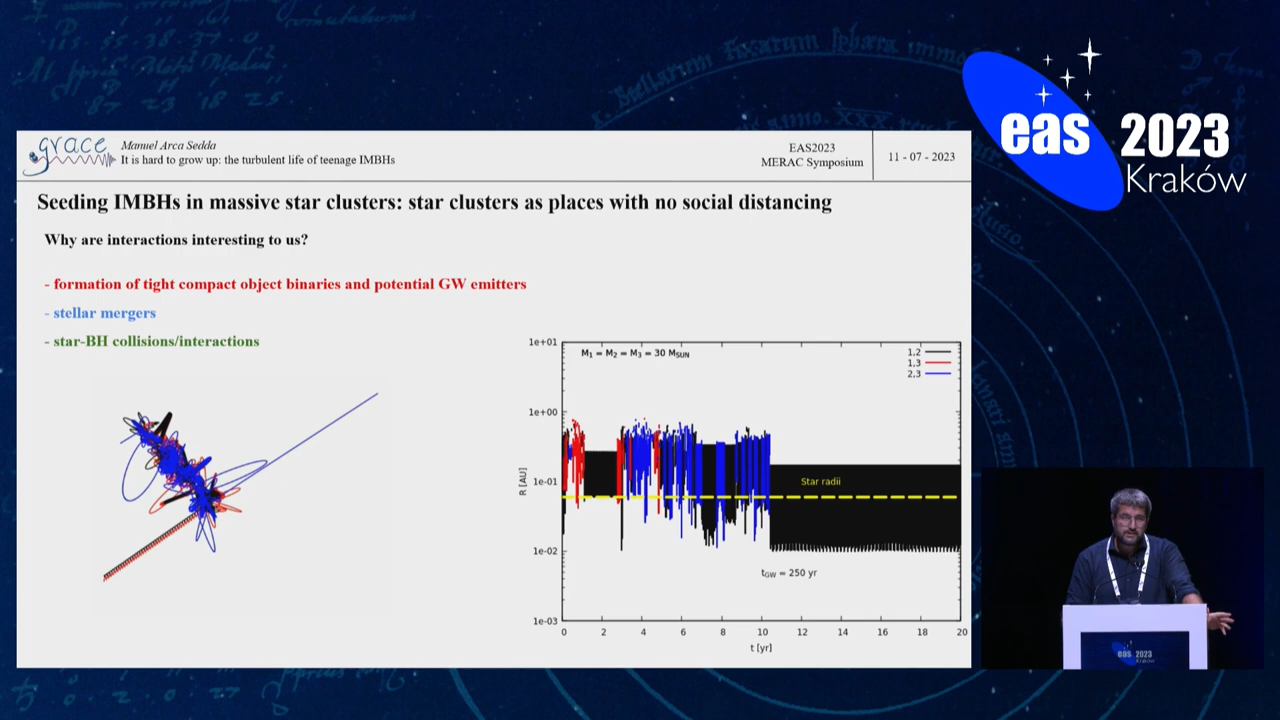 eas 2023
Kraków
grace
Manuel Arca Sedda
It is hard to grow up: the turbulent life of teenage IMBHs
EAS2023
MERAC Symposium
11 - 07 - 2023
Seeding IMBHs in massive star clusters: star clusters as places with no social distancing
Why are interactions interesting to us?
- formation of tight compact object binaries and potential GW emitters
- stellar mergers
- star-BH collisions/interactions
1e+01
M₁ = M₂ = M₃ = 30 M_SUN
1,2
1,3
2,3
1e+00
R [AU]
1e-01
Star radii
1e-02
t_GW = 250 yr
1e-03
0 2 4 6 8 10 12 14 16 18 20
t [yr]
eas 2023
Kraków